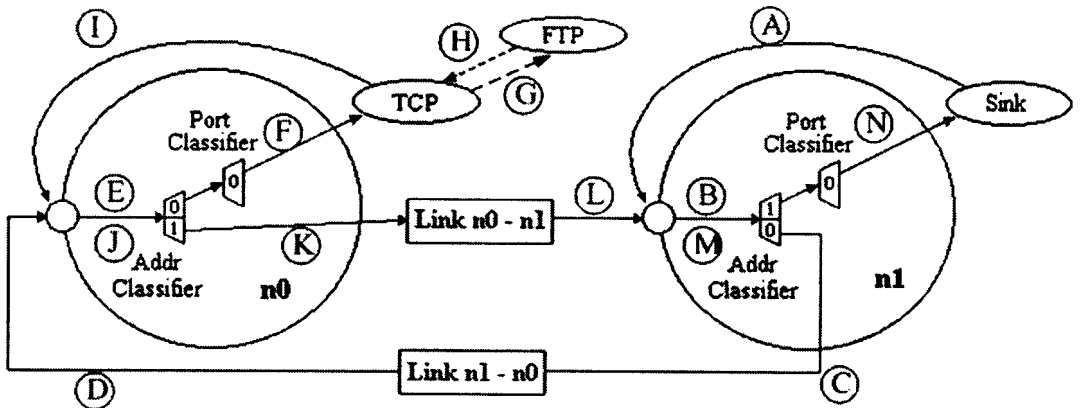 I
H
FTP
A
TCP
G
Sink
Port
Classifier
F
0
Port
Classifier
N
0
E
J
0
1
K
Link n0 - n1
L
B
M
1
0
Addr
Classifier
n0
Addr
Classifier
n1
D
Link n1 - n0
C